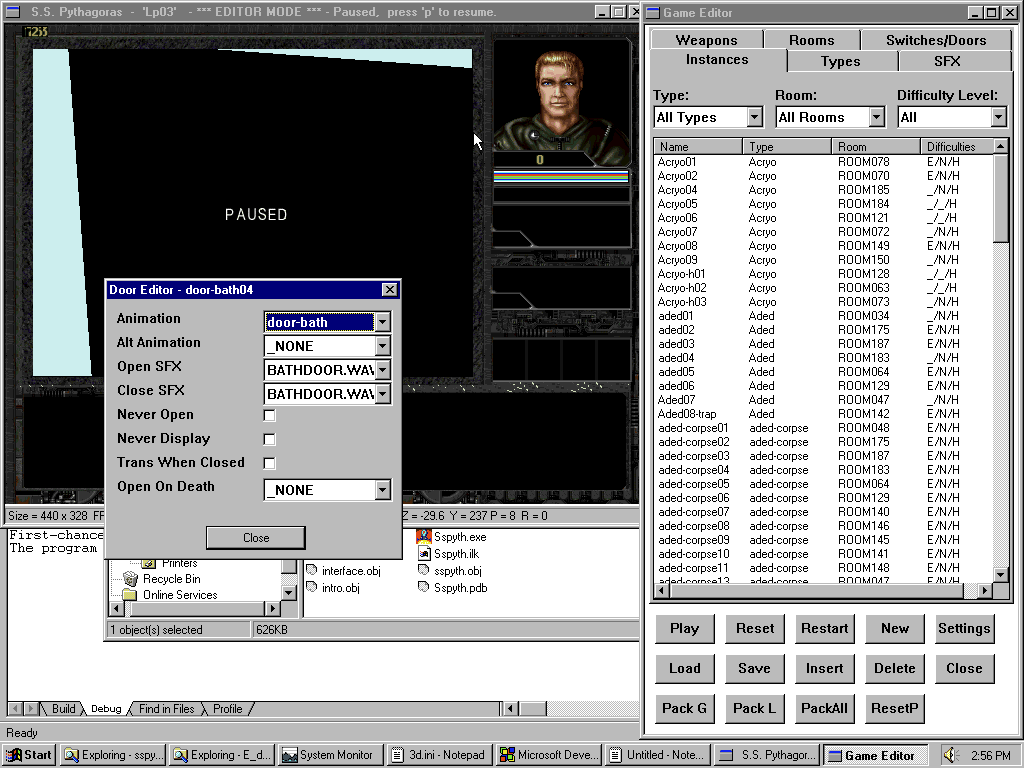 S.S. Pythagoras - 'Lp03' - *** EDITOR MODE *** - Paused, press 'p' to resume.
7255
PAUSED
0
Door Editor - door-bath04
Animation door-bath
Alt Animation _NONE
Open SFX BATHDOOR.WAV
Close SFX BATHDOOR.WAV
Never Open
Never Display
Trans When Closed
Open On Death _NONE
Close
Size = 440 x 328 Z = -29.6 Y = 237 P = 8 R = 0
First-chance
The program
Printers
Recycle Bin
Online Services
interface.obj
intro.obj
Sspyth.exe
Sspyth.ilk
sspyth.obj
Sspyth.pdb
1 object(s) selected 626KB
Build Debug Find in Files Profile
Ready
Game Editor
Weapons Rooms Switches/Doors
Instances Types SFX
Type: Room: Difficulty Level:
All Types All Rooms All
Name Type Room Difficulties
Acryo01 Acryo ROOM078 E/N/H
Acryo02 Acryo ROOM070 E/N/H
Acryo04 Acryo ROOM185 _/N/H
Acryo05 Acryo ROOM184 _/_/H
Acryo06 Acryo ROOM121 _/_/H
Acryo07 Acryo ROOM072 _/N/H
Acryo08 Acryo ROOM149 E/N/H
Acryo09 Acryo ROOM150 _/N/H
Acryo-h01 Acryo ROOM128 _/_/H
Acryo-h02 Acryo ROOM063 _/_/H
Acryo-h03 Acryo ROOM073 _/N/H
aded01 Aded ROOM034 E/N/H
aded02 Aded ROOM175 E/N/H
aded03 Aded ROOM187 E/N/H
aded04 Aded ROOM183 _/N/H
aded05 Aded ROOM064 E/N/H
aded06 Aded ROOM129 E/N/H
Aded07 Aded ROOM047 _/N/H
Aded08-trap Aded ROOM142 E/N/H
aded-corpse01 aded-corpse ROOM048 E/N/H
aded-corpse02 aded-corpse ROOM175 E/N/H
aded-corpse03 aded-corpse ROOM187 E/N/H
aded-corpse04 aded-corpse ROOM183 E/N/H
aded-corpse05 aded-corpse ROOM064 E/N/H
aded-corpse06 aded-corpse ROOM129 E/N/H
aded-corpse07 aded-corpse ROOM140 E/N/H
aded-corpse08 aded-corpse ROOM146 E/N/H
aded-corpse09 aded-corpse ROOM145 E/N/H
aded-corpse10 aded-corpse ROOM141 E/N/H
aded-corpse11 aded-corpse ROOM148 E/N/H
aded-corpse13 aded-corpse ROOM047 E/N/H
Play Reset Restart New Settings
Load Save Insert Delete Close
Pack G Pack L PackAll ResetP
Start Exploring - sspy... Exploring - E_d... System Monitor 3d.ini - Notepad Microsoft Deve... Untitled - Note... S.S. Pythagor... Game Editor 2:56 PM